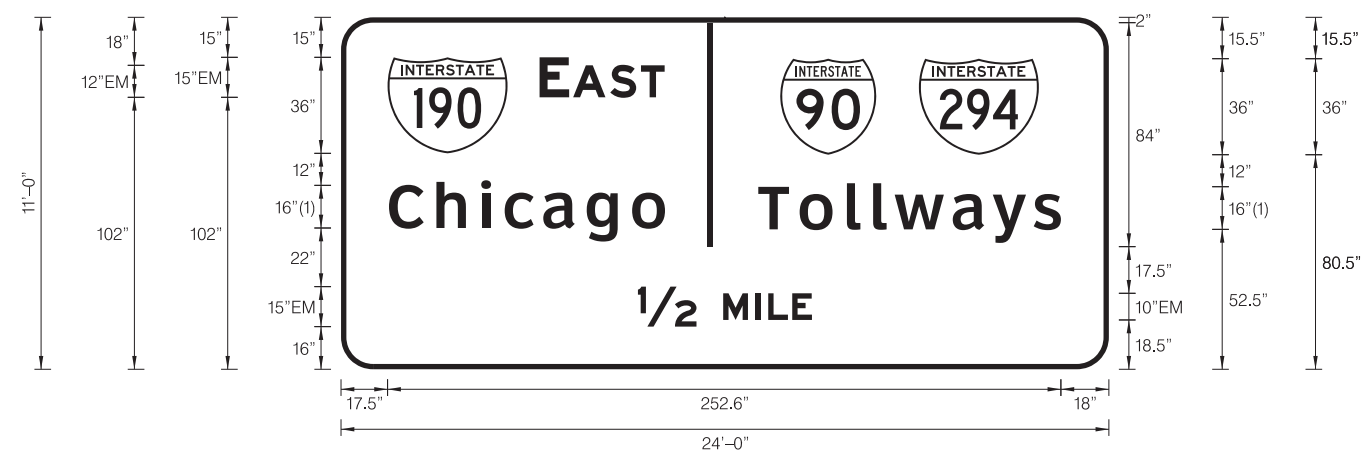 18" 15" 15" 2" 15.5" 15.5"
12"EM 15"EM 36" INTERSTATE 190 EAST INTERSTATE 90 INTERSTATE 294 84" 36" 36"
12" 12"
11'–0" 102" 102" 16"(1) Chicago Tollways 16"(1)
22" 17.5" 80.5"
15"EM 1/2 MILE 10"EM 52.5"
16" 18.5"
17.5" 252.6" 18"
24'–0"